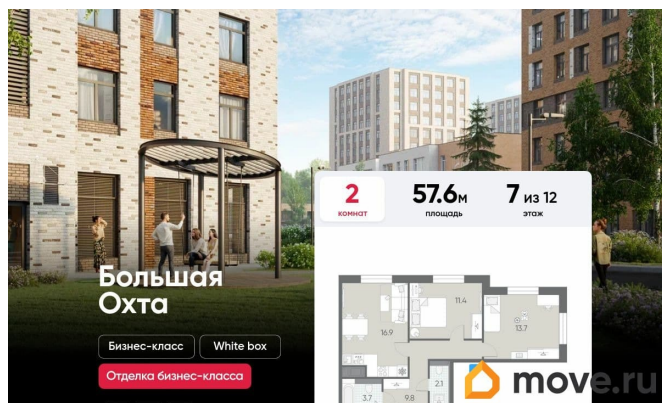 2
комнат
57.6м
площадь
7 из 12
этаж
Большая
Охта
Бизнес-класс
White box
Отделка бизнес-класса
16.9
11.4
13.7
3.7
9.8
2.1
move.ru